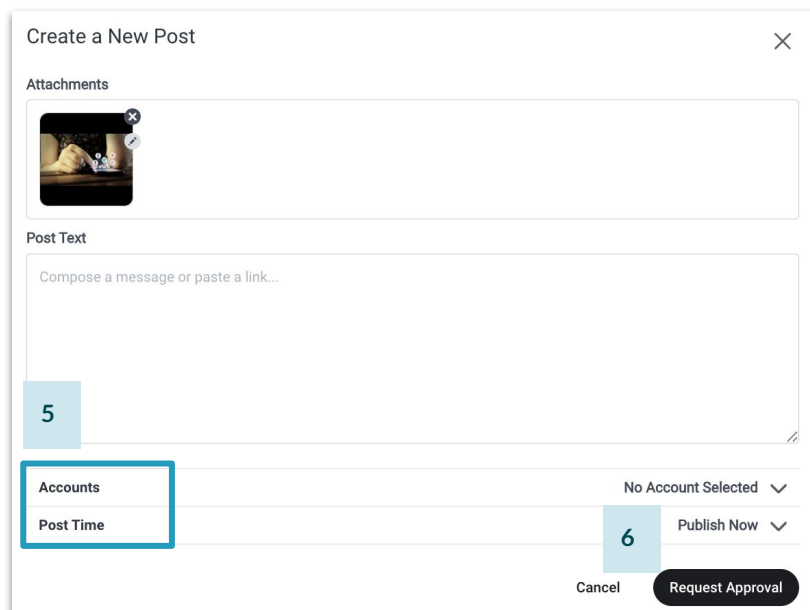 Create a New Post
Attachments
Post Text
Compose a message or paste a link...
5
Accounts No Account Selected
Post Time Publish Now
6
Cancel Request Approval